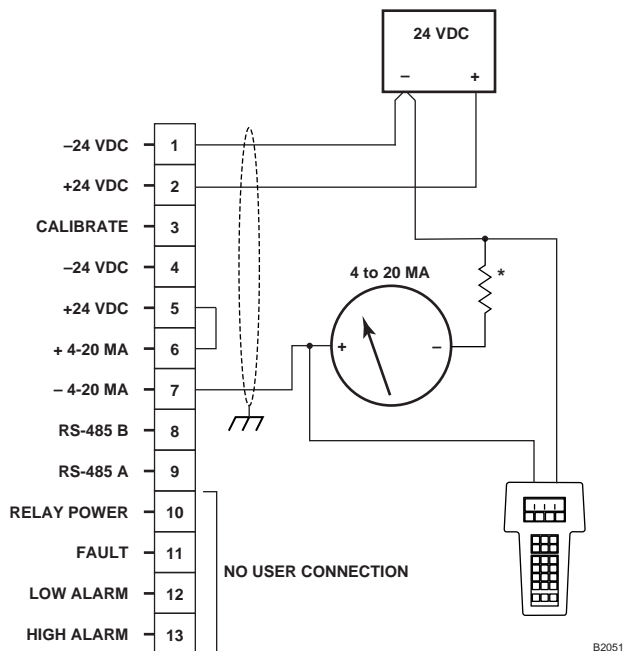 24 VDC
– +
–24 VDC 1
+24 VDC 2
CALIBRATE 3
–24 VDC 4
+24 VDC 5
+ 4-20 MA 6
– 4-20 MA 7
RS-485 B 8
RS-485 A 9
RELAY POWER 10
FAULT 11
LOW ALARM 12
HIGH ALARM 13
4 to 20 MA
*
+ –
NO USER CONNECTION
B2051